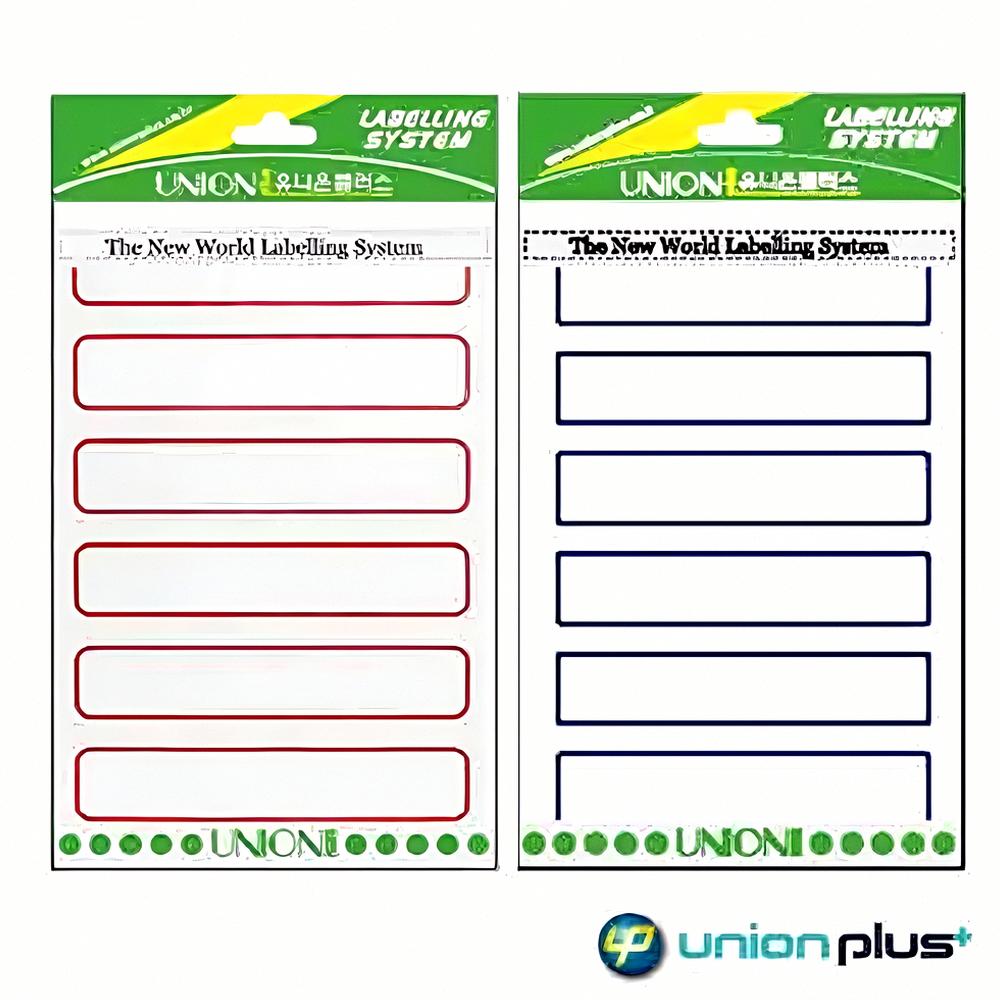 LABELLING
SYSTEM
UNION 유니온플러스
The New World Labelling System
UNION
LABELLING
SYSTEM
UNION 유니온플러스
The New World Labelling System
UNION
up union plus+